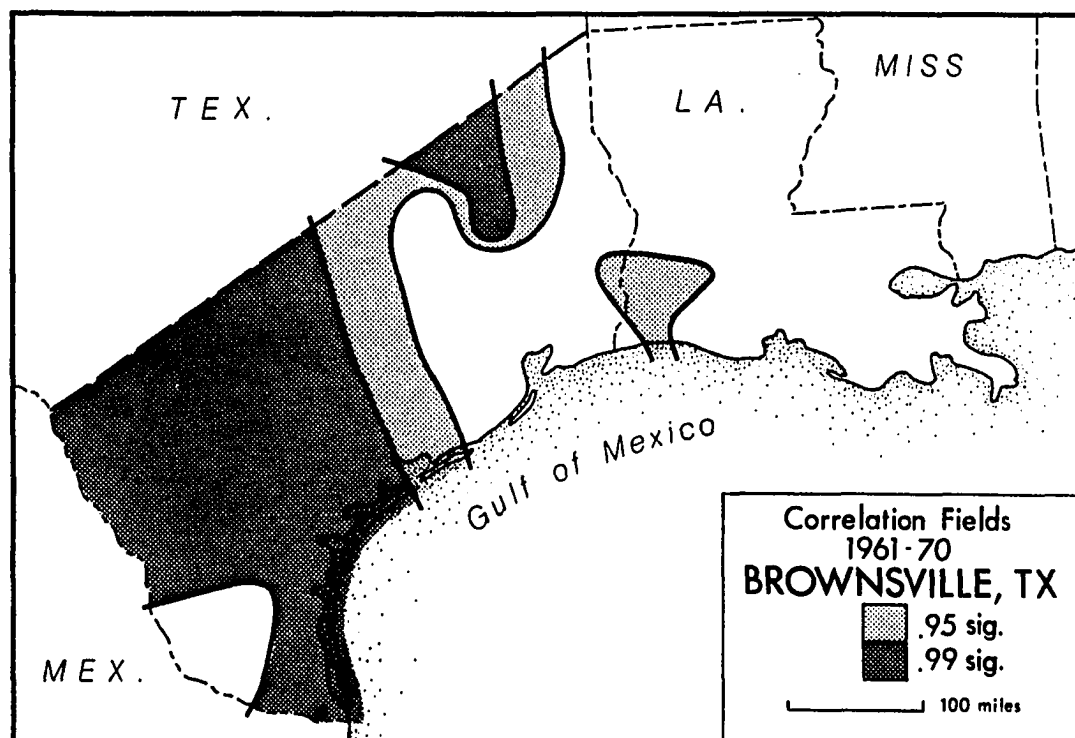 TEX.
LA.
MISS
Gulf of Mexico
MEX.
Correlation Fields
1961-70
BROWNSVILLE, TX
.95 sig.
.99 sig.
100 miles